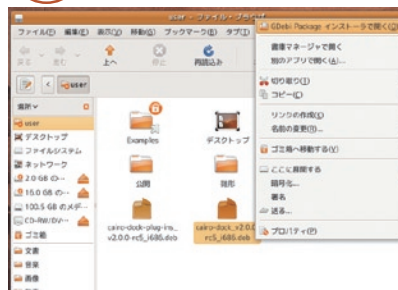 user - ファイル・ブラウザ
ファイル(F) 編集(E) 表示(V) 移動(G) ブックマーク(B) タブ(T)
戻る 進む 上へ 停止 再読込み
user
場所
user
デスクトップ
ファイルシステム
ネットワーク
2.0 GB の…
15.0 GB の…
100.5 GB のメデ…
CD-RW/DV…
ゴミ箱
文書
音楽
画像
Examples
デスクトップ
公開
雛形
cairo-dock-plug-ins_
v2.0.0-rc5_i686.deb
cairo-dock_v2.0.0
rc5_i686.deb
GDebi Package インストーラで開く(O)
書庫マネージャで開く
別のアプリで開く(A)...
切り取り(T)
コピー(C)
リンクの作成(K)
名前の変更(R)...
ゴミ箱へ移動する(V)
ここに展開する
暗号化...
署名
送る...
プロパティ(P)